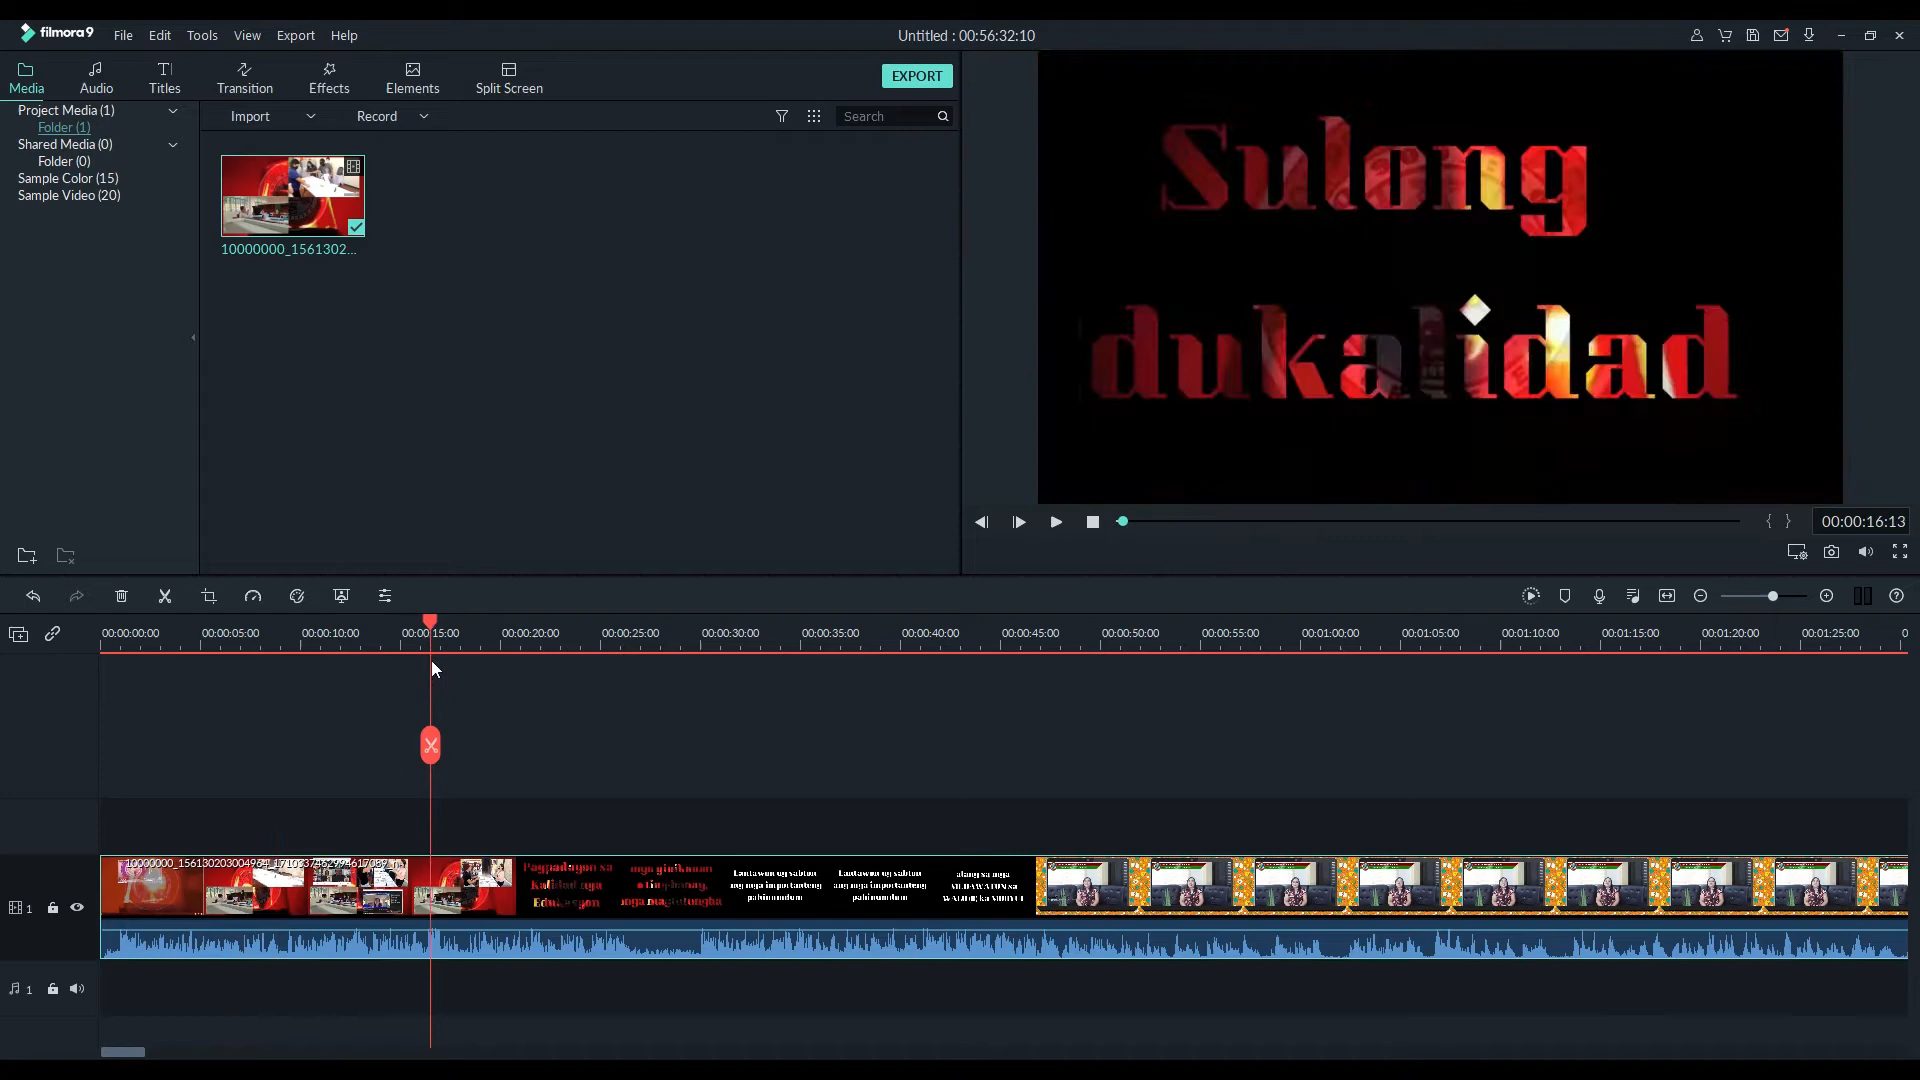 filmora9
File Edit Tools View Export Help
Untitled : 00:56:32:10
Media Audio Titles Transition Effects Elements Split Screen
EXPORT
Project Media (1)
Folder (1)
Shared Media (0)
Folder (0)
Sample Color (15)
Sample Video (20)
Import Record
Search
10000000_1561302...
Sulong
dukalidad
00:00:16:13
00:00:00:00 00:00:05:00 00:00:10:00 00:00:15:00 00:00:20:00 00:00:25:00 00:00:30:00 00:00:35:00 00:00:40:00 00:00:45:00 00:00:50:00 00:00:55:00 00:01:00:00 00:01:05:00 00:01:10:00 00:01:15:00 00:01:20:00 00:01:25:00 0
Kalidad nga
Edukasyon
1
1